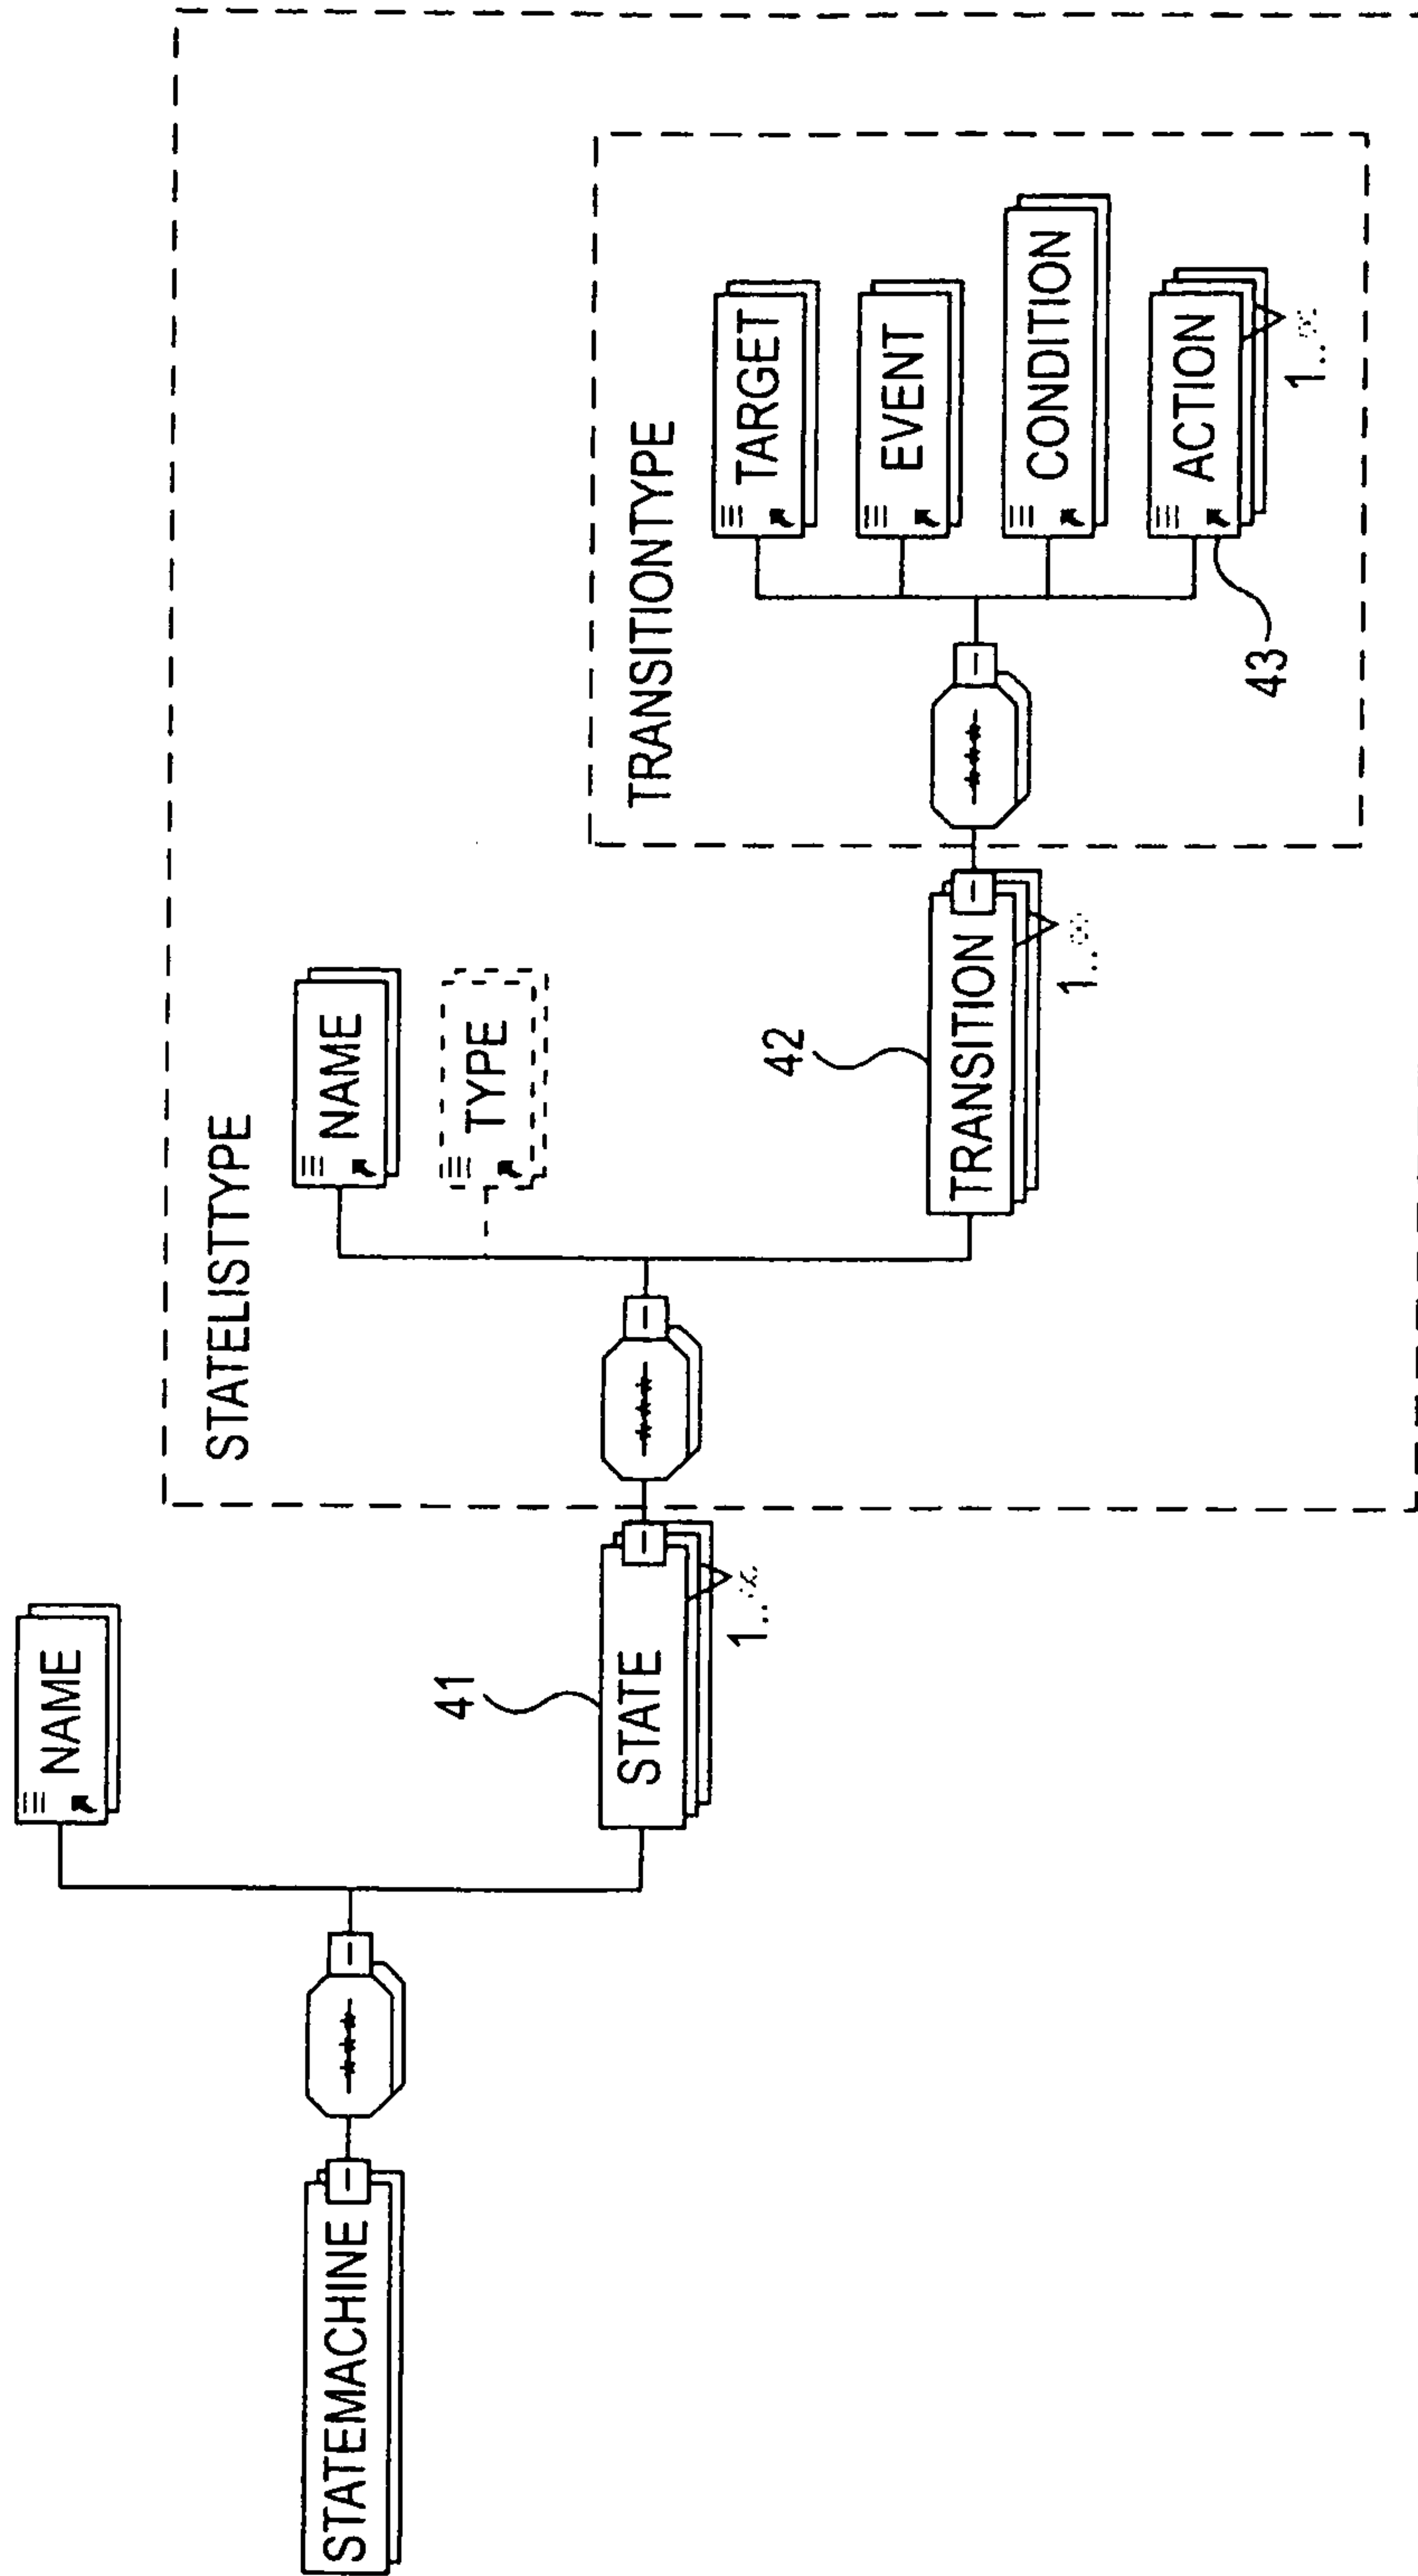 STATEMACHINE
NAME
41
STATE
1..∞
STATELISTTYPE
NAME
TYPE
42
TRANSITION
1..∞
TRANSITIONTYPE
TARGET
EVENT
CONDITION
ACTION
43
1..∞